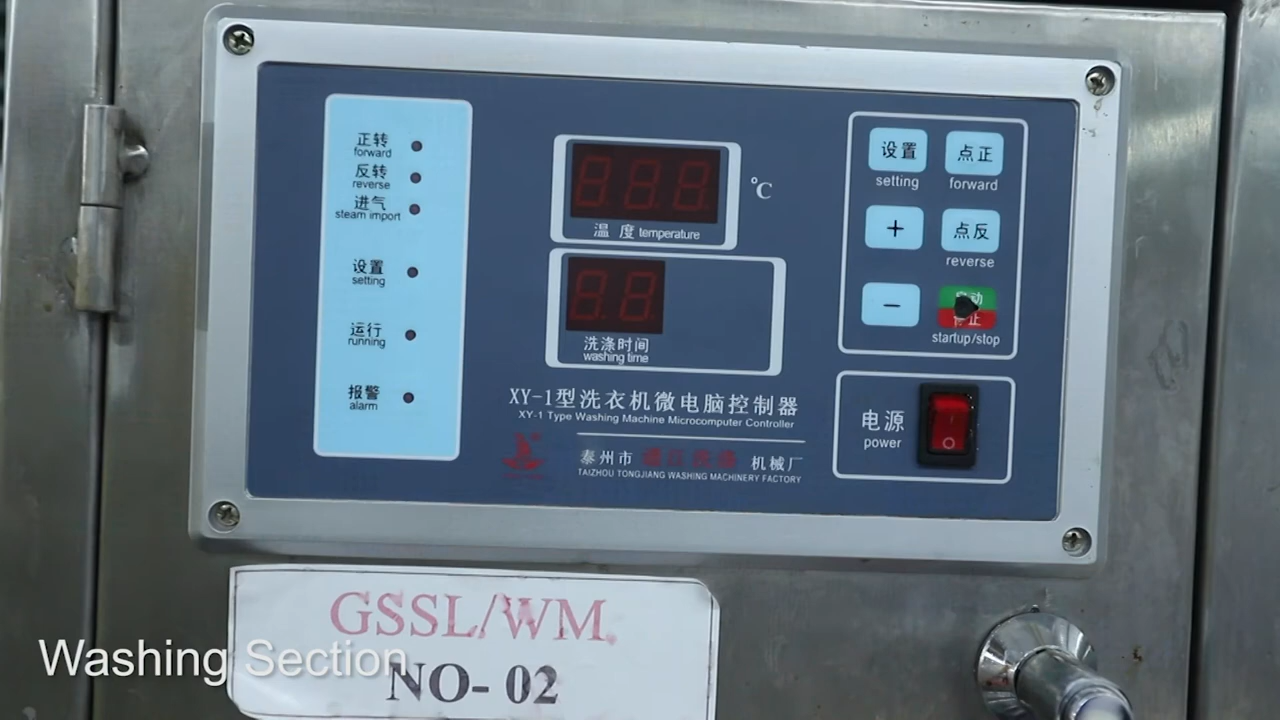 正转
forward
反转
reverse
进气
steam import
设置
setting
运行
running
报警
alarm
℃
温度 temperature
洗涤时间
washing time
XY-1型洗衣机微电脑控制器
XY-1 Type Washing Machine Microcomputer Controller
泰州市 机械厂
TAIZHOU TONGJIANG WASHING MACHINERY FACTORY
设置 点正
setting forward
+ 点反
reverse
−
启动
停止
startup/stop
电源
power
GSSL/WM.
NO- 02
Washing Section